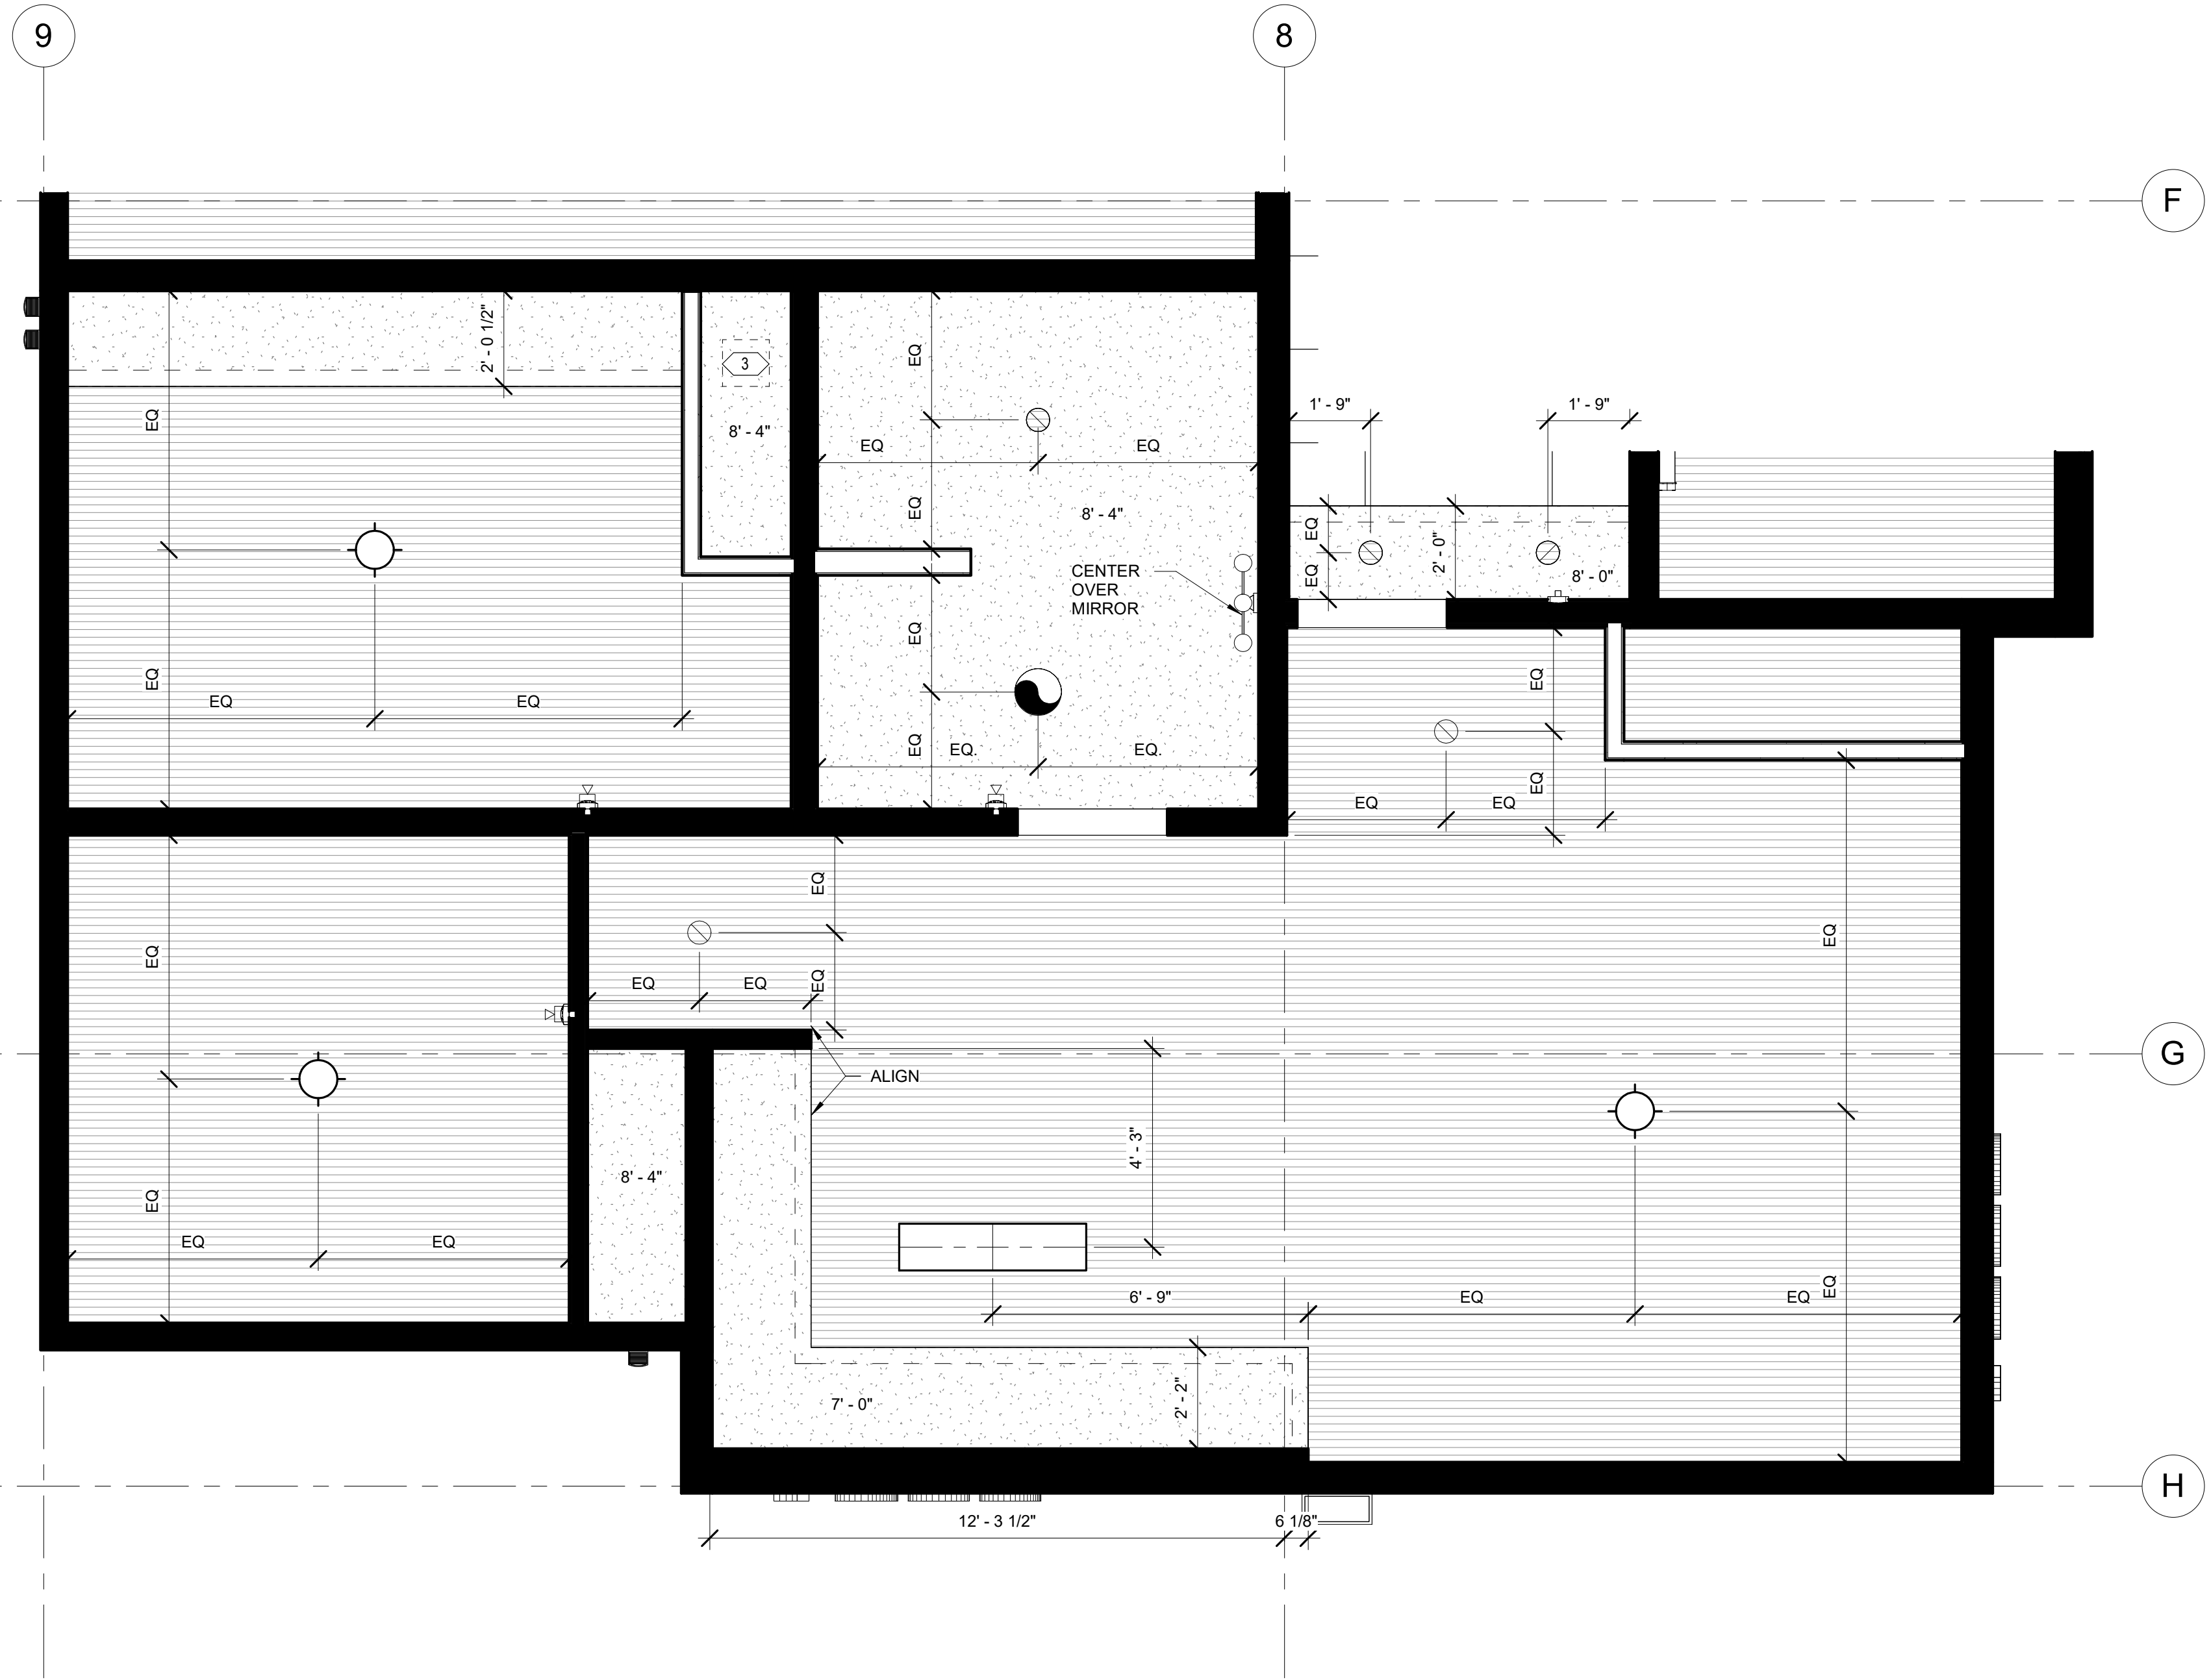 9
8
F
2' - 0 1/2"
3
EQ
1' - 9"
1' - 9"
EQ
8' - 4"
EQ
EQ
EQ
8' - 4"
EQ
2' - 0"
EQ
8' - 0"
CENTER
OVER
MIRROR
EQ
EQ
EQ
EQ
EQ
EQ
EQ.
EQ.
EQ
EQ
EQ
EQ
EQ
EQ
EQ
EQ
EQ
EQ
G
ALIGN
4' - 3"
8' - 4"
EQ
EQ
EQ
6' - 9"
EQ
EQ
EQ
7' - 0"
2' - 2"
H
12' - 3 1/2"
6 1/8"